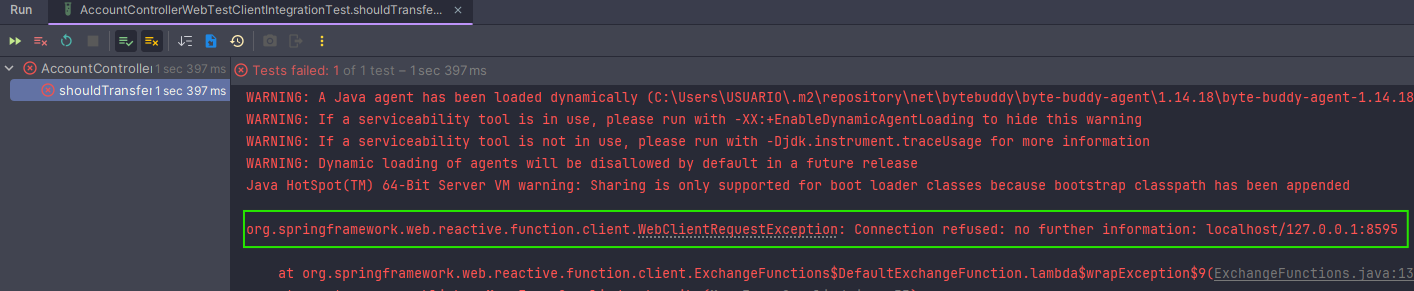 Run
AccountControllerWebTestClientIntegrationTest.shouldTransfe...
AccountController 1 sec 397 ms
Tests failed: 1 of 1 test – 1 sec 397 ms
shouldTransfer 1 sec 397 ms
WARNING: A Java agent has been loaded dynamically (C:\Users\USUARIO\.m2\repository\net\bytebuddy\byte-buddy-agent\1.14.18\byte-buddy-agent-1.14.18
WARNING: If a serviceability tool is in use, please run with -XX:+EnableDynamicAgentLoading to hide this warning
WARNING: If a serviceability tool is not in use, please run with -Djdk.instrument.traceUsage for more information
WARNING: Dynamic loading of agents will be disallowed by default in a future release
Java HotSpot(TM) 64-Bit Server VM warning: Sharing is only supported for boot loader classes because bootstrap classpath has been appended
org.springframework.web.reactive.function.client.WebClientRequestException: Connection refused: no further information: localhost/127.0.0.1:8595
at org.springframework.web.reactive.function.client.ExchangeFunctions$DefaultExchangeFunction.lambda$wrapException$9(ExchangeFunctions.java:13